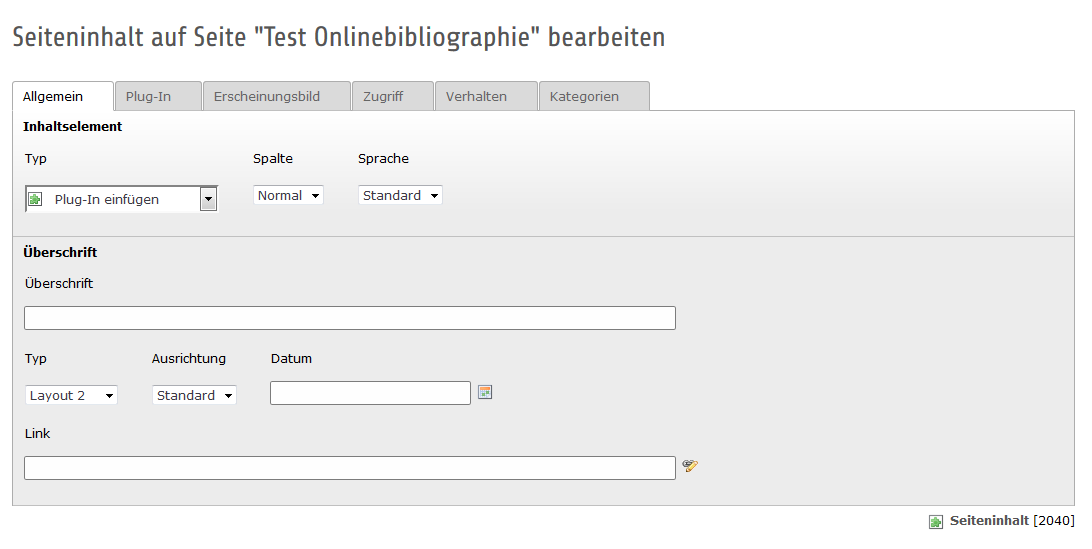 Seiteninhalt auf Seite "Test Onlinebibliographie" bearbeiten
Allgemein Plug-In Erscheinungsbild Zugriff Verhalten Kategorien
Inhaltselement
Typ Spalte Sprache
Plug-In einfügen Normal Standard
Überschrift
Überschrift
Typ Ausrichtung Datum
Layout 2 Standard
Link
Seiteninhalt [2040]